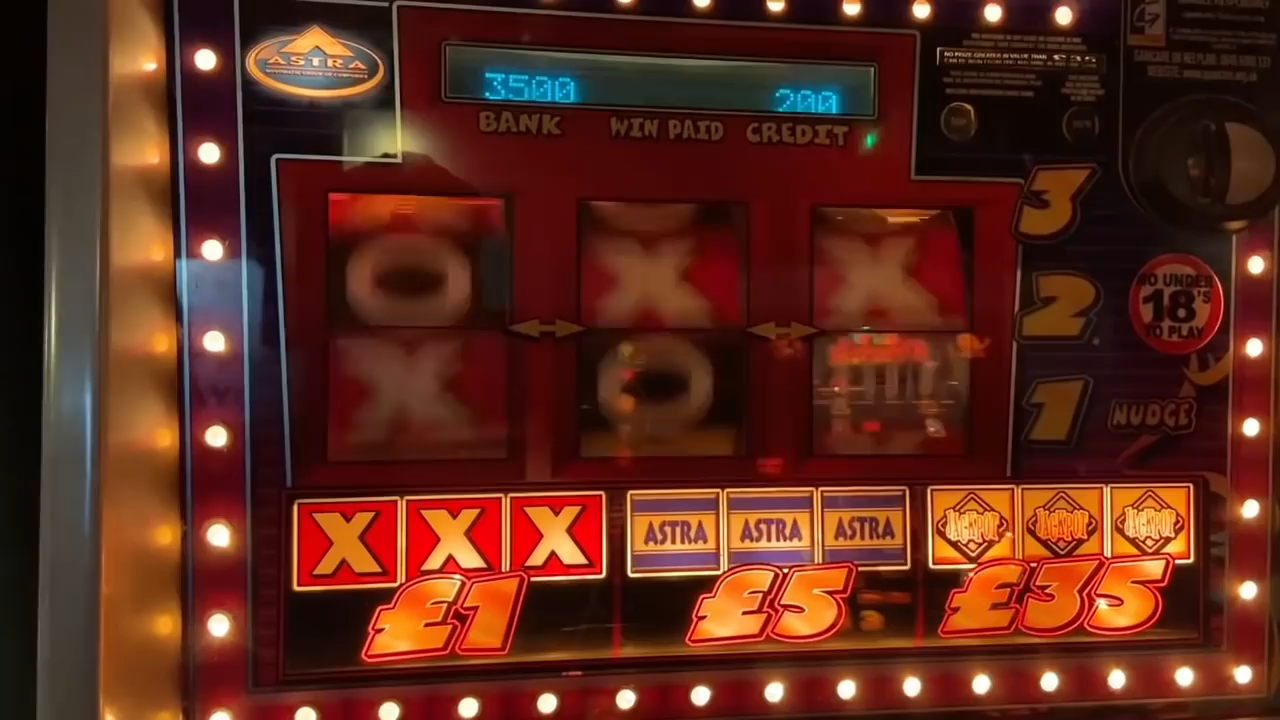 ASTRA
3500 200
BANK WIN PAID CREDIT
O X X
X O
3
2
1
NO UNDER
18'S
TO PLAY
NUDGE
X X X ASTRA ASTRA ASTRA JACKPOT JACKPOT JACKPOT
£1 £5 £35